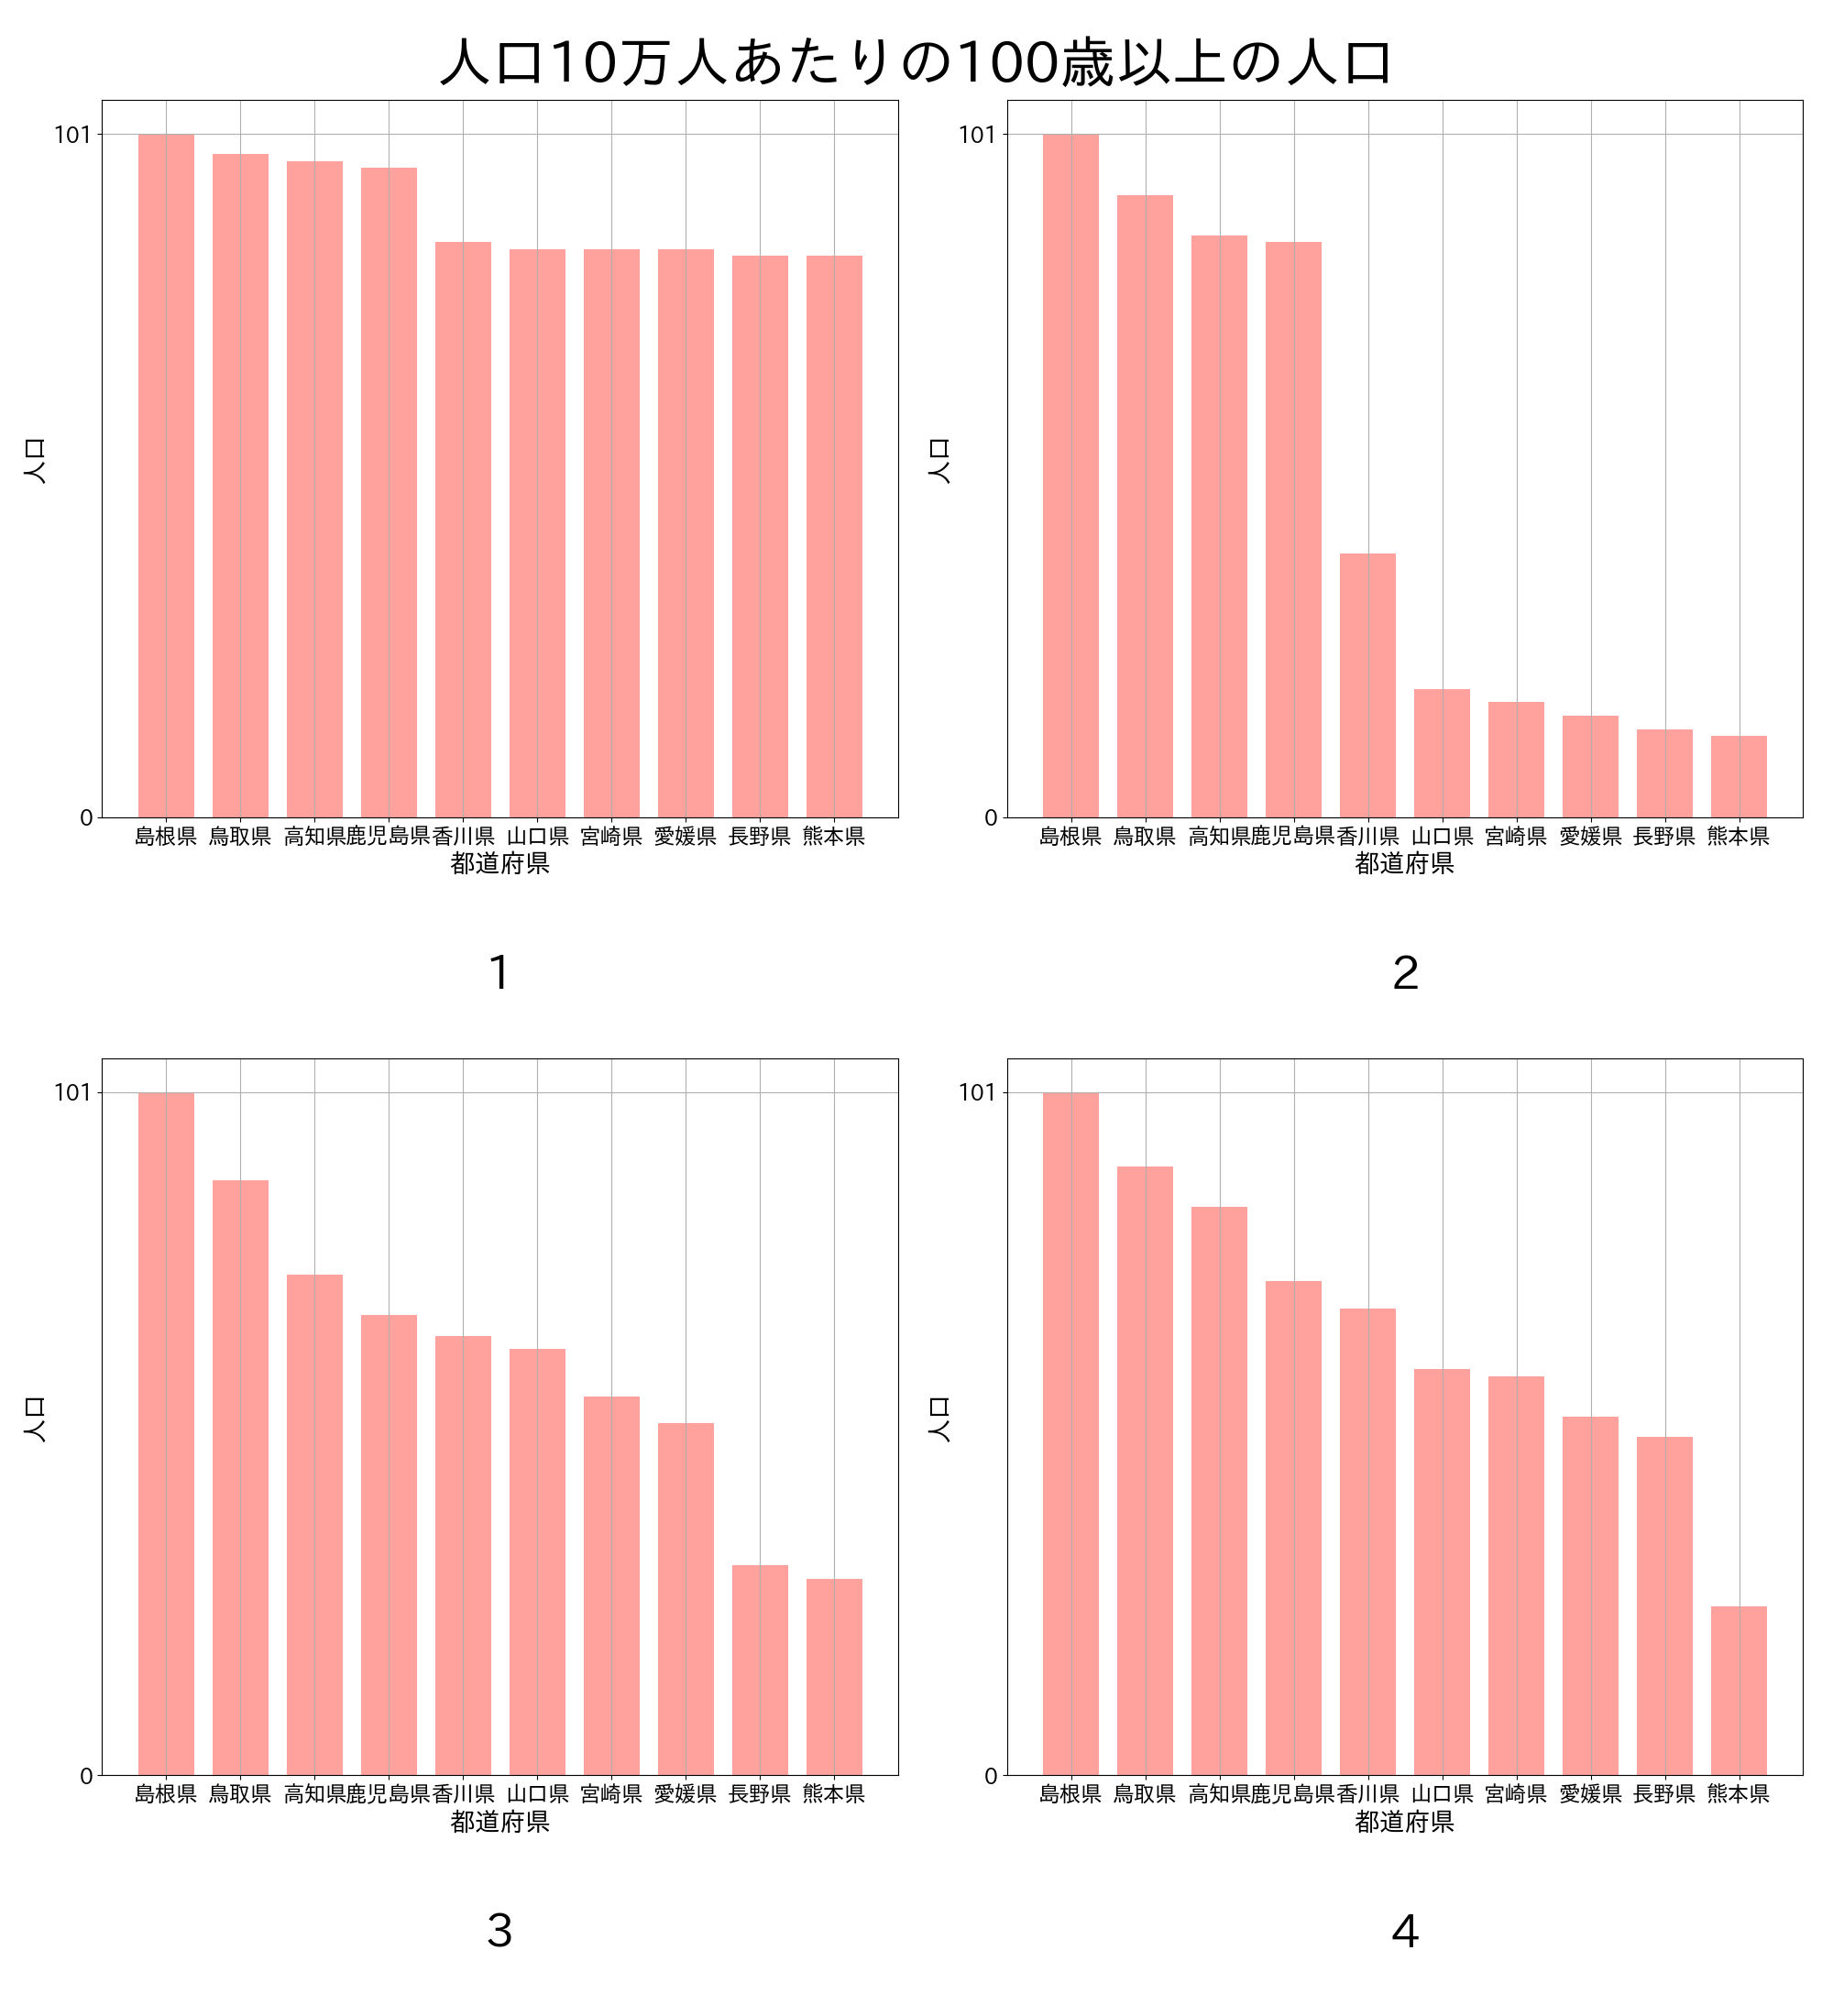 人口10万人あたりの100歳以上の人口
101
0
人口
島根県 鳥取県 高知県 鹿児島県 香川県 山口県 宮崎県 愛媛県 長野県 熊本県
都道府県
1
101
0
人口
島根県 鳥取県 高知県 鹿児島県 香川県 山口県 宮崎県 愛媛県 長野県 熊本県
都道府県
2
101
0
人口
島根県 鳥取県 高知県 鹿児島県 香川県 山口県 宮崎県 愛媛県 長野県 熊本県
都道府県
3
101
0
人口
島根県 鳥取県 高知県 鹿児島県 香川県 山口県 宮崎県 愛媛県 長野県 熊本県
都道府県
4